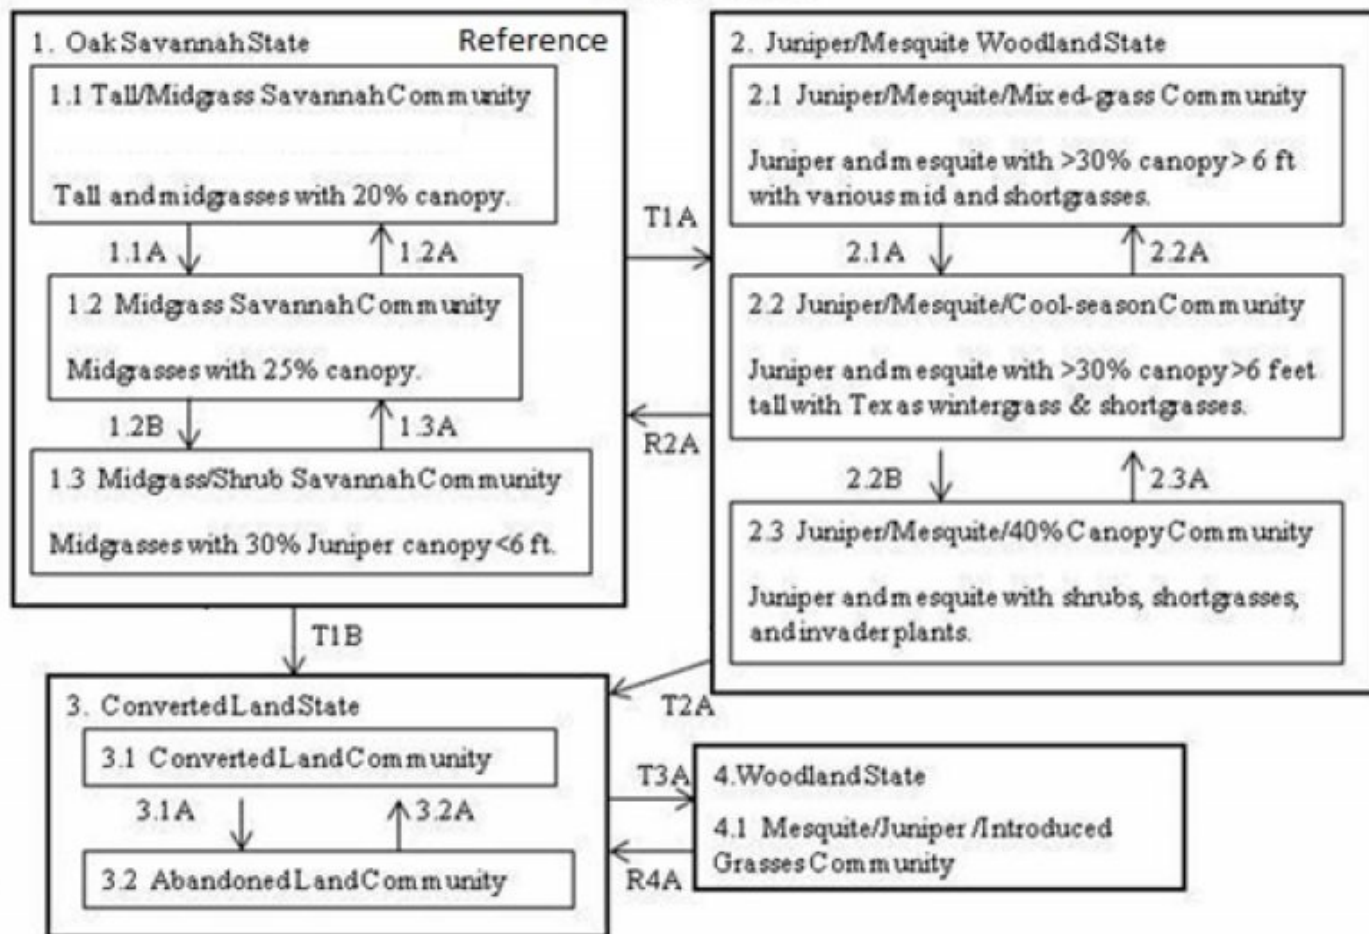 1. Oak Savannah State
Reference
1.1 Tall/Midgrass Savannah Community
Tall and midgrasses with 20% canopy.
1.1A
1.2A
1.2 Midgrass Savannah Community
Midgrasses with 25% canopy.
1.2B
1.3A
1.3 Midgrass/Shrub Savannah Community
Midgrasses with 30% Juniper canopy <6 ft.
T1A
R2A
2. Juniper/Mesquite Woodland State
2.1 Juniper/Mesquite/Mixed-grass Community
Juniper and mesquite with >30% canopy > 6 ft
with various mid and shortgrasses.
2.1A
2.2A
2.2 Juniper/Mesquite/Cool-season Community
Juniper and mesquite with >30% canopy >6 feet
tall with Texas wintergrass & shortgrasses.
2.2B
2.3A
2.3 Juniper/Mesquite/40% Canopy Community
Juniper and mesquite with shrubs, shortgrasses,
and invader plants.
T1B
T2A
3. Converted Land State
3.1 Converted Land Community
3.1A
3.2A
3.2 Abandoned Land Community
T3A
R4A
4. Woodland State
4.1 Mesquite/Juniper/Introduced
Grasses Community